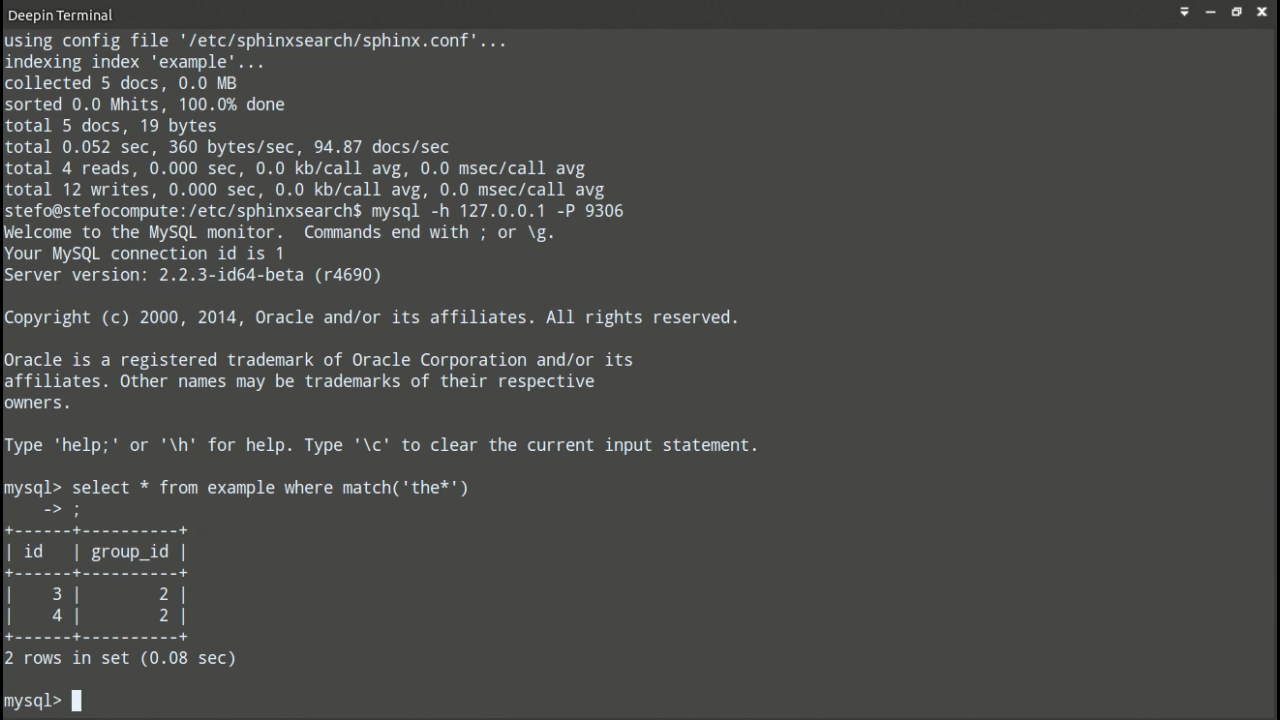 Deepin Terminal
using config file '/etc/sphinxsearch/sphinx.conf'...
indexing index 'example'...
collected 5 docs, 0.0 MB
sorted 0.0 Mhits, 100.0% done
total 5 docs, 19 bytes
total 0.052 sec, 360 bytes/sec, 94.87 docs/sec
total 4 reads, 0.000 sec, 0.0 kb/call avg, 0.0 msec/call avg
total 12 writes, 0.000 sec, 0.0 kb/call avg, 0.0 msec/call avg
stefo@stefocompute:/etc/sphinxsearch$ mysql -h 127.0.0.1 -P 9306
Welcome to the MySQL monitor.  Commands end with ; or \g.
Your MySQL connection id is 1
Server version: 2.2.3-id64-beta (r4690)
Copyright (c) 2000, 2014, Oracle and/or its affiliates. All rights reserved.
Oracle is a registered trademark of Oracle Corporation and/or its
affiliates. Other names may be trademarks of their respective
owners.
Type 'help;' or '\h' for help. Type '\c' to clear the current input statement.
mysql> select * from example where match('the*')
    -> ;
+------+----------+
| id   | group_id |
+------+----------+
|    3 |        2 |
|    4 |        2 |
+------+----------+
2 rows in set (0.08 sec)
mysql>